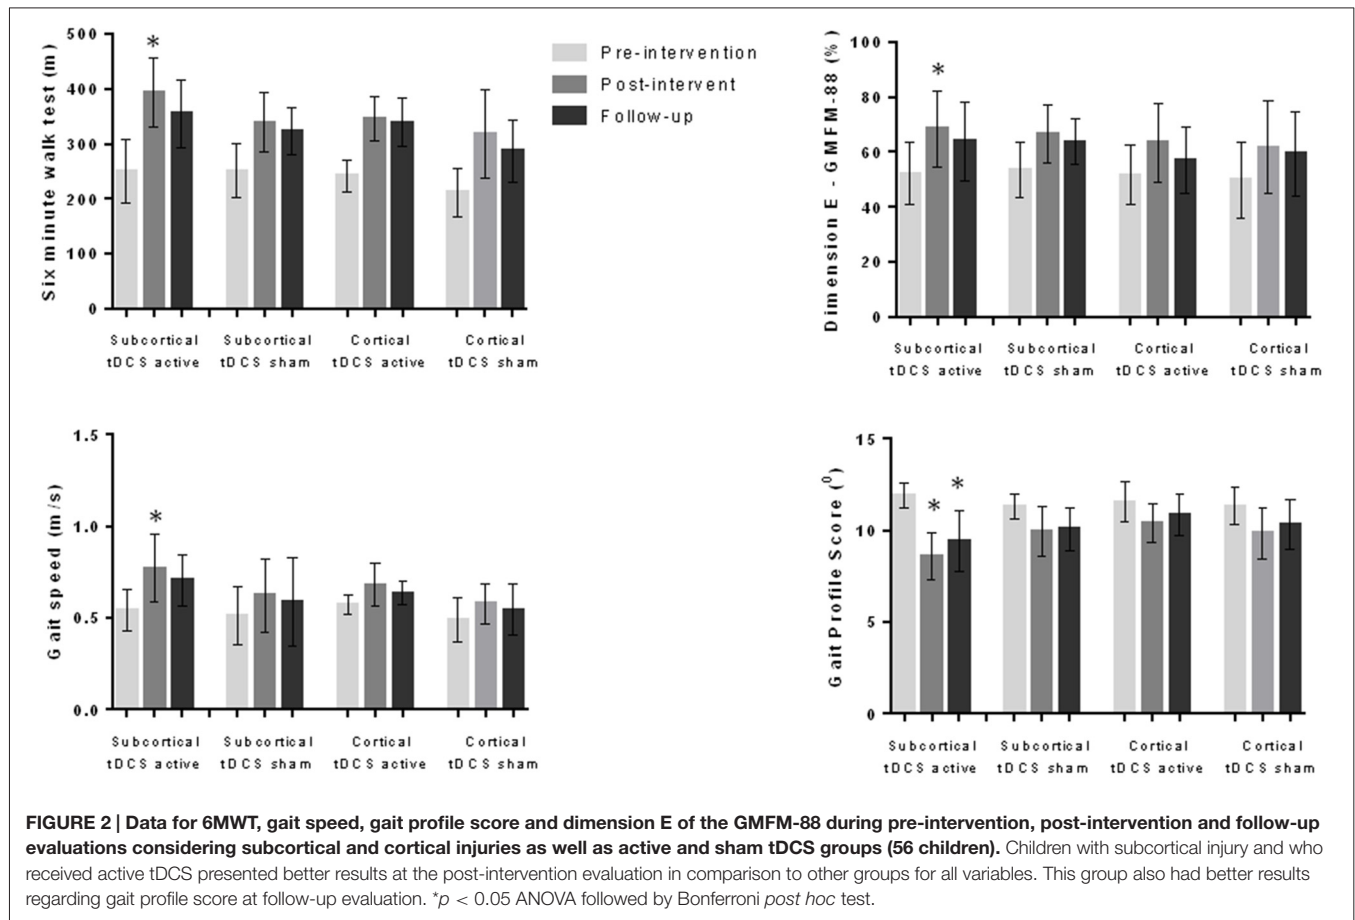 Six minute walk test (m)
500
400
300
200
100
0
*
Subcortical
tDCS active
Subcortical
tDCS sham
Cortical
tDCS active
Cortical
tDCS sham
Pre-intervention
Post-intervent
Follow-up
Dimension E - GMFM-88 (%)
100
80
60
40
20
0
*
Subcortical
tDCS active
Subcortical
tDCS sham
Cortical
tDCS active
Cortical
tDCS sham
Gait speed (m/s)
1.5
1.0
0.5
0.0
*
Subcortical
tDCS active
Subcortical
tDCS sham
Cortical
tDCS active
Cortical
tDCS sham
Gait Profile Score (⁰)
15
10
5
0
* *
Subcortical
tDCS active
Subcortical
tDCS sham
Cortical
tDCS active
Cortical
tDCS sham
FIGURE 2 | Data for 6MWT, gait speed, gait profile score and dimension E of the GMFM-88 during pre-intervention, post-intervention and follow-up
evaluations considering subcortical and cortical injuries as well as active and sham tDCS groups (56 children). Children with subcortical injury and who
received active tDCS presented better results at the post-intervention evaluation in comparison to other groups for all variables. This group also had better results
regarding gait profile score at follow-up evaluation. *p < 0.05 ANOVA followed by Bonferroni post hoc test.